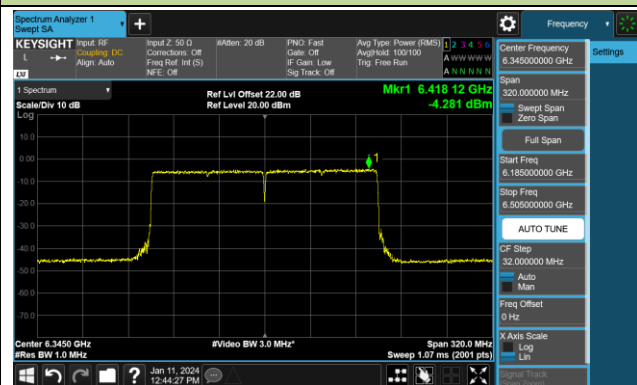 Spectrum Analyzer 1
Swept SA
Frequency
KEYSIGHT
L
LXI
Input: RF
Coupling: DC
Align: Auto
Input Z: 50 Ω
Corrections: Off
Freq Ref: Int (S)
NFE: Off
#Atten: 20 dB
PNO: Fast
Gate: Off
IF Gain: Low
Sig Track: Off
Avg Type: Power (RMS)
Avg|Hold: 100/100
Trig: Free Run
1 2 3 4 5 6
A W W W W W
A N N N N N
1 Spectrum
Scale/Div 10 dB
Log
Ref Lvl Offset 22.00 dB
Ref Level 20.00 dBm
Mkr1 6.418 12 GHz
-4.281 dBm
1
10.0
0.00
-10.0
-20.0
-30.0
-40.0
-50.0
-60.0
-70.0
Center 6.3450 GHz
#Res BW 1.0 MHz
#Video BW 3.0 MHz*
Span 320.0 MHz
Sweep 1.07 ms (2001 pts)
Jan 11, 2024
12:44:27 PM
Center Frequency
6.345000000 GHz
Settings
Span
320.000000 MHz
Swept Span
Zero Span
Full Span
Start Freq
6.185000000 GHz
Stop Freq
6.505000000 GHz
AUTO TUNE
CF Step
32.000000 MHz
Auto
Man
Freq Offset
0 Hz
X Axis Scale
Log
Lin
Signal Track